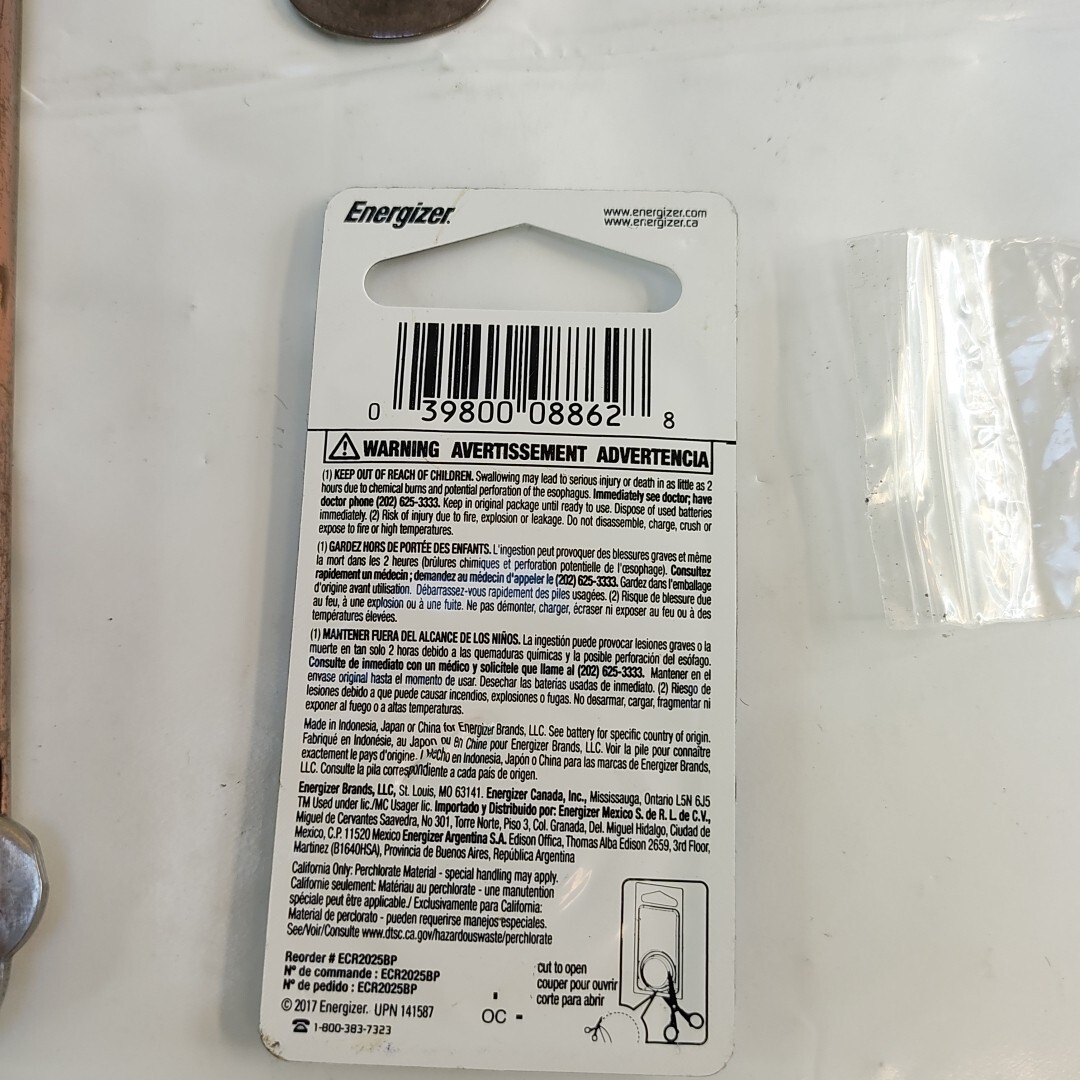 Energizer.
www.energizer.com
www.energizer.ca
0 39800 08862 8
WARNING AVERTISSEMENT ADVERTENCIA
(1) KEEP OUT OF REACH OF CHILDREN. Swallowing may lead to serious injury or death in as little as 2
hours due to chemical burns and potential perforation of the esophagus. Immediately see doctor; have
doctor phone (202) 625-3333. Keep in original package until ready to use. Dispose of used batteries
immediately. (2) Risk of injury due to fire, explosion or leakage. Do not disassemble, charge, crush or
expose to fire or high temperatures.
(1) GARDEZ HORS DE PORTÉE DES ENFANTS. L'ingestion peut provoquer des blessures graves et même
la mort dans les 2 heures (brûlures chimiques et perforation potentielle de l'œsophage). Consultez
rapidement un médecin ; demandez au médecin d'appeler le (202) 625-3333. Gardez dans l'emballage
d'origine avant utilisation. Débarrassez-vous rapidement des piles usagées. (2) Risque de blessure due
au feu, à une explosion ou à une fuite. Ne pas démonter, charger, écraser ni exposer au feu ou à des
températures élevées.
(1) MANTENER FUERA DEL ALCANCE DE LOS NIÑOS. La ingestión puede provocar lesiones graves o la
muerte en tan solo 2 horas debido a las quemaduras químicas y la posible perforación del esófago.
Consulte de inmediato con un médico y solicítele que llame al (202) 625-3333. Mantener en el
envase original hasta el momento de usar. Desechar las baterías usadas de inmediato. (2) Riesgo de
lesiones debido a que puede causar incendios, explosiones o fugas. No desarmar, cargar, fragmentar ni
exponer al fuego o a altas temperaturas.
Made in Indonesia, Japan or China for Energizer Brands, LLC. See battery for specific country of origin.
Fabriqué en Indonésie, au Japon ou en Chine pour Energizer Brands, LLC. Voir la pile pour connaître
exactement le pays d'origine. / Hecho en Indonesia, Japón o China para las marcas de Energizer Brands,
LLC. Consulte la pila correspondiente a cada país de origen.
Energizer Brands, LLC, St. Louis, MO 63141. Energizer Canada, Inc., Mississauga, Ontario L5N 6J5
TM Used under lic./MC Usager lic. Importado y Distribuido por: Energizer Mexico S. de R. L. de C.V.,
Miguel de Cervantes Saavedra, No 301, Torre Norte, Piso 3, Col. Granada, Del. Miguel Hidalgo, Ciudad de
Mexico, C.P. 11520 Mexico Energizer Argentina S.A. Edison Office, Thomas Alba Edison 2659, 3rd Floor,
Martinez (B1640HSA), Provincia de Buenos Aires, República Argentina
California Only: Perchlorate Material - special handling may apply.
Californie seulement: Matériau au perchlorate - une manutention
spéciale peut être applicable./ Exclusivamente para California:
Material de perclorato - pueden requerirse manejos especiales.
See/Voir/Consulte www.dtsc.ca.gov/hazardouswaste/perchlorate
Reorder # ECR2025BP
Nº de commande : ECR2025BP
Nº de pedido : ECR2025BP
© 2017 Energizer. UPN 141587
1-800-383-7323
OC
cut to open
couper pour ouvrir
corte para abrir